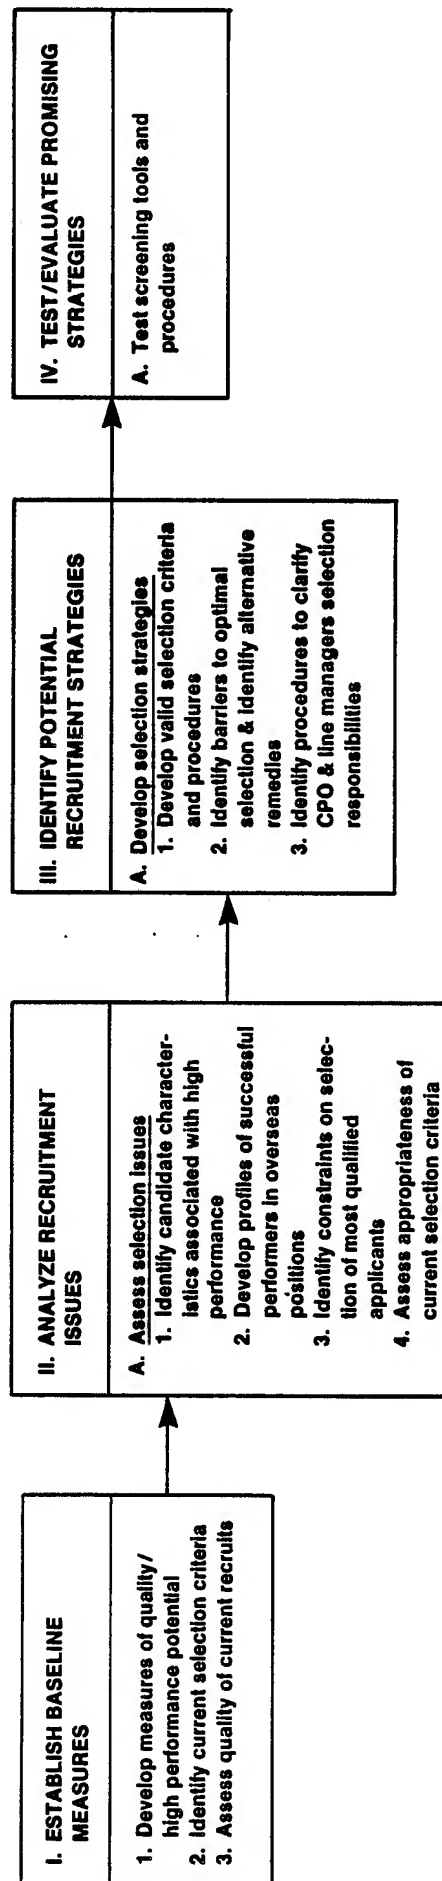 I. ESTABLISH BASELINE
MEASURES
1. Develop measures of quality/
high performance potential
2. Identify current selection criteria
3. Assess quality of current recruits
II. ANALYZE RECRUITMENT
ISSUES
A. Assess selection issues
1. Identify candidate character-
istics associated with high
performance
2. Develop profiles of successful
performers in overseas
positions
3. Identify constraints on selec-
tion of most qualified
applicants
4. Assess appropriateness of
current selection criteria
III. IDENTIFY POTENTIAL
RECRUITMENT STRATEGIES
A. Develop selection strategies
1. Develop valid selection criteria
and procedures
2. Identify barriers to optimal
selection & identify alternative
remedies
3. Identify procedures to clarify
CPO & line managers selection
responsibilities
IV. TEST/EVALUATE PROMISING
STRATEGIES
A. Test screening tools and
procedures